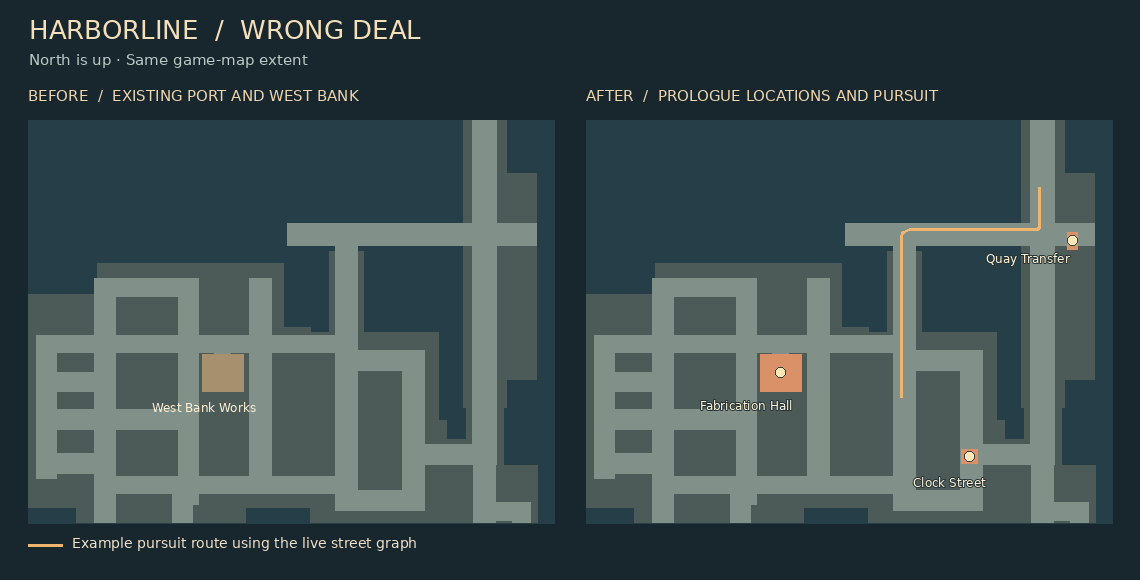 HARBORLINE / WRONG DEAL
North is up · Same game-map extent
BEFORE / EXISTING PORT AND WEST BANK
AFTER / PROLOGUE LOCATIONS AND PURSUIT
Quay Transfer
West Bank Works
Fabrication Hall
Clock Street
Example pursuit route using the live street graph